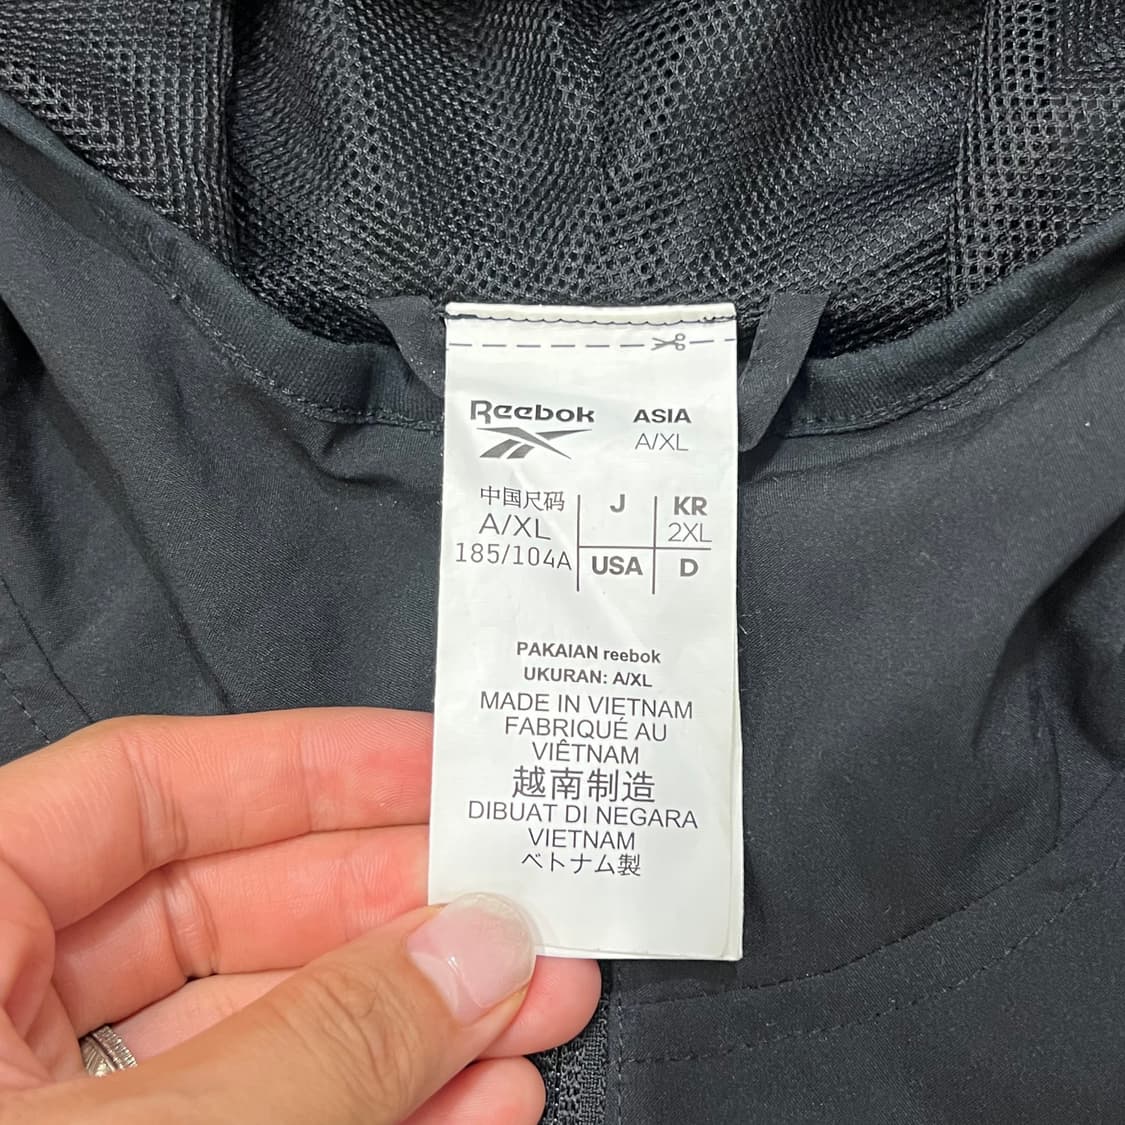 Reebok ASIA
A/XL
中国尺码 J KR
A/XL 2XL
185/104A USA D
PAKAIAN reebok
UKURAN: A/XL
MADE IN VIETNAM
FABRIQUÉ AU
VIÊTNAM
越南制造
DIBUAT DI NEGARA
VIETNAM
ベトナム製